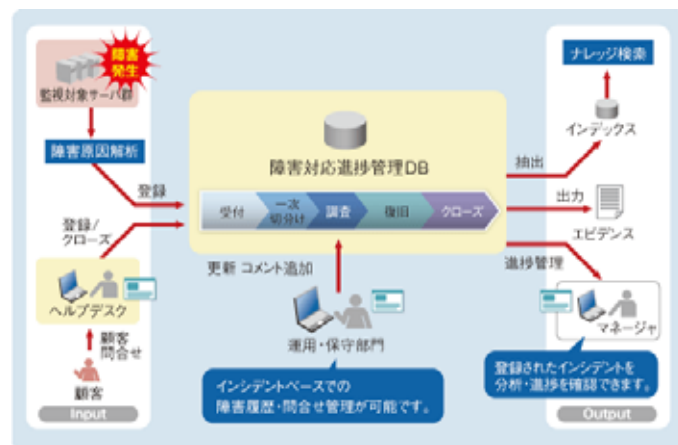 障害
発生
監視対象サーバ群
障害原因解析
登録
登録/
クローズ
ヘルプデスク
顧客
問合せ
顧客
Input
障害対応進捗管理DB
受付
一次
切分け
調査
復旧
クローズ
更新 コメント追加
運用・保守部門
インシデントベースでの
障害履歴・問合せ管理が可能です。
ナレッジ検索
インデックス
抽出
出力
エビデンス
進捗管理
マネージャ
登録されたインシデントを
分析・進捗を確認できます。
Output